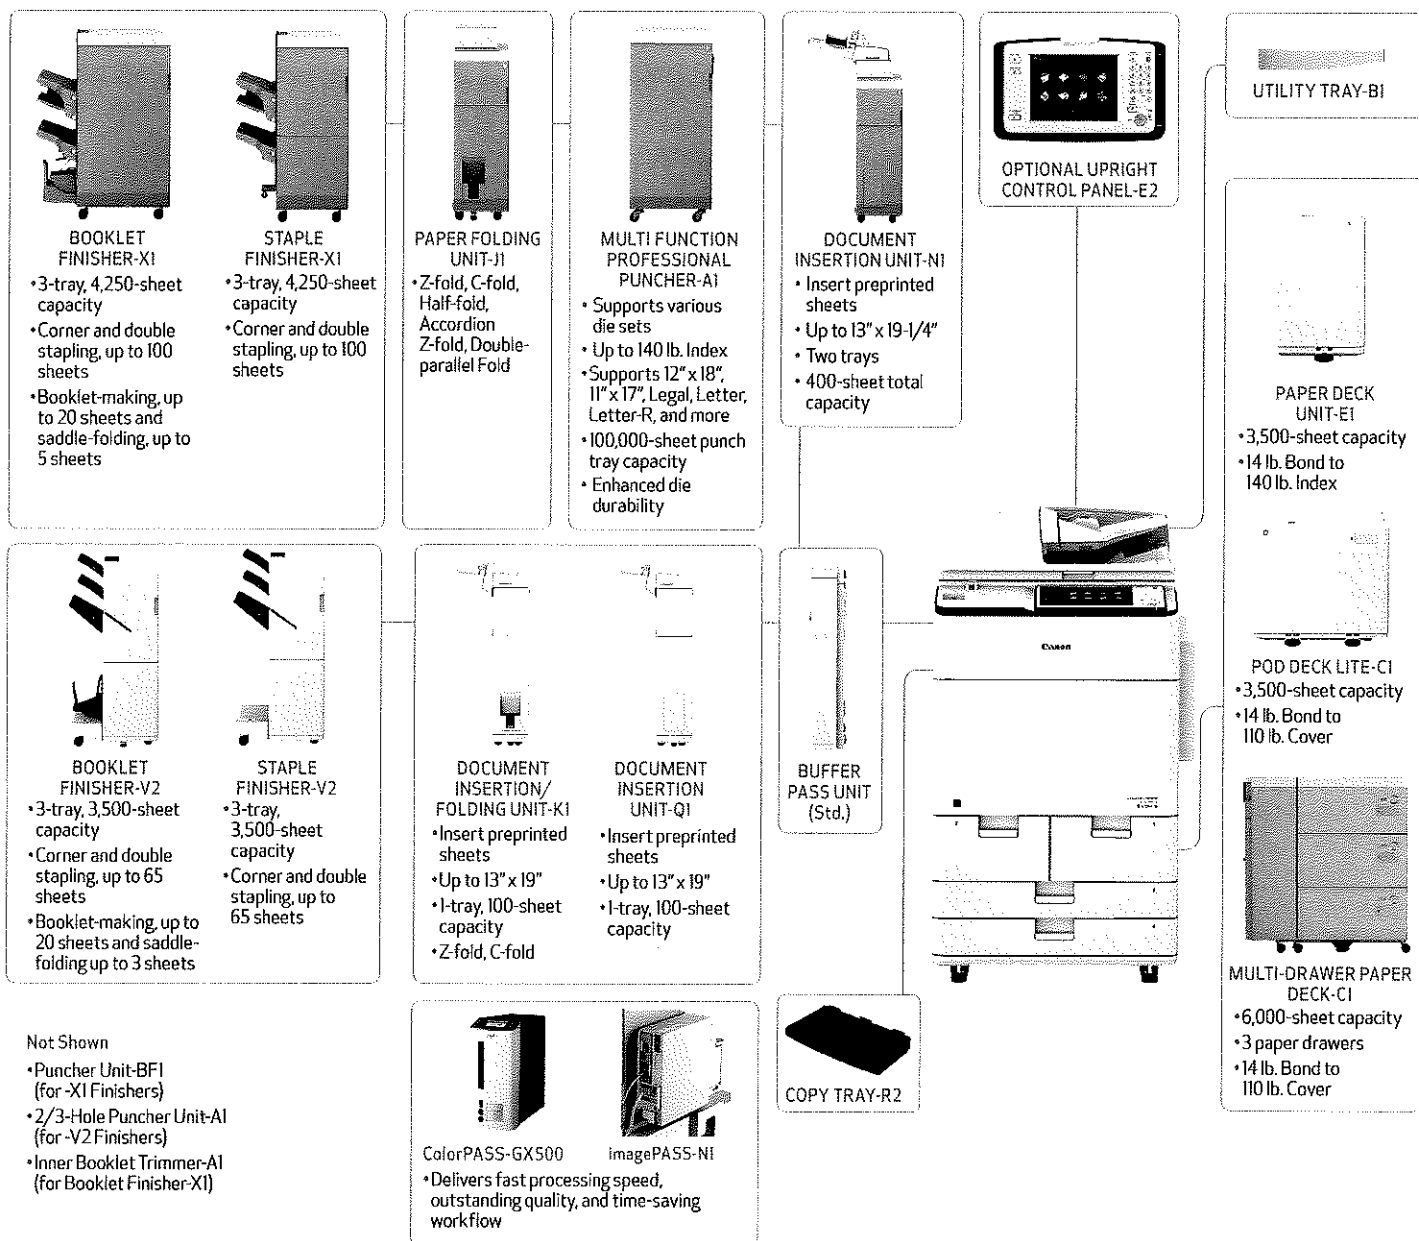 BOOKLET
FINISHER-X1
•3-tray, 4,250-sheet
capacity
•Corner and double
stapling, up to 100
sheets
•Booklet-making, up
to 20 sheets and
saddle-folding, up to
5 sheets
STAPLE
FINISHER-X1
•3-tray, 4,250-sheet
capacity
•Corner and double
stapling, up to 100
sheets
PAPER FOLDING
UNIT-J1
•Z-fold, C-fold,
Half-fold,
Accordion
Z-fold, Double-
parallel Fold
MULTI FUNCTION
PROFESSIONAL
PUNCHER-A1
• Supports various
die sets
• Up to 140 lb. Index
•Supports 12" x 18",
11" x 17", Legal, Letter,
Letter-R, and more
•100,000-sheet punch
tray capacity
• Enhanced die
durability
DOCUMENT
INSERTION UNIT-N1
• Insert preprinted
sheets
• Up to 13" x 19-1/4"
• Two trays
• 400-sheet total
capacity
OPTIONAL UPRIGHT
CONTROL PANEL-E2
UTILITY TRAY-B1
PAPER DECK
UNIT-E1
•3,500-sheet capacity
•14 lb. Bond to
140 lb. Index
POD DECK LITE-C1
•3,500-sheet capacity
•14 lb. Bond to
110 lb. Cover
MULTI-DRAWER PAPER
DECK-C1
•6,000-sheet capacity
•3 paper drawers
•14 lb. Bond to
110 lb. Cover
BOOKLET
FINISHER-V2
•3-tray, 3,500-sheet
capacity
•Corner and double
stapling, up to 65
sheets
•Booklet-making, up to
20 sheets and saddle-
folding up to 3 sheets
STAPLE
FINISHER-V2
•3-tray,
3,500-sheet
capacity
•Corner and double
stapling, up to
65 sheets
DOCUMENT
INSERTION/
FOLDING UNIT-K1
•Insert preprinted
sheets
•Up to 13" x 19"
•1-tray, 100-sheet
capacity
•Z-fold, C-fold
DOCUMENT
INSERTION
UNIT-Q1
•Insert preprinted
sheets
•Up to 13" x 19"
•1-tray, 100-sheet
capacity
BUFFER
PASS UNIT
(Std.)
Canon
COPY TRAY-R2
Not Shown
•Puncher Unit-BF1
(for -X1 Finishers)
•2/3-Hole Puncher Unit-A1
(for -V2 Finishers)
•Inner Booklet Trimmer-A1
(for Booklet Finisher-X1)
ColorPASS-GX500
imagePASS-N1
•Delivers fast processing speed,
outstanding quality, and time-saving
workflow